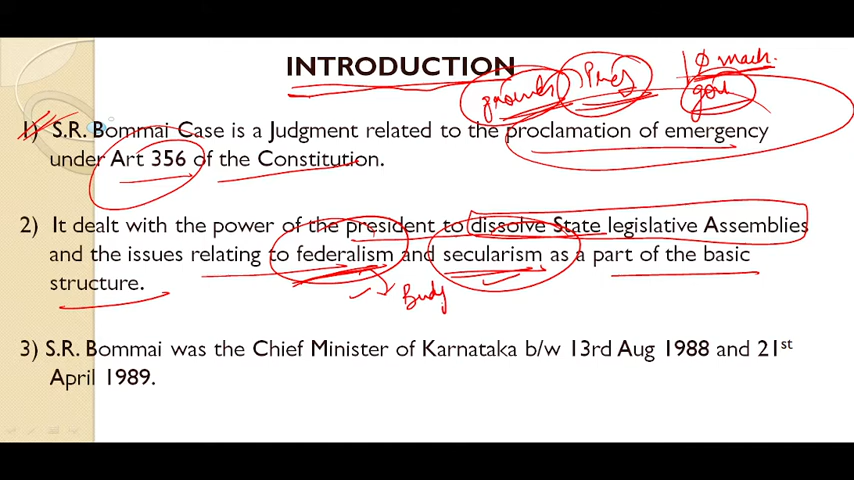 INTRODUCTION
grounds
φ mach.
1) S.R. Bommai Case is a Judgment related to the proclamation of emergency
under Art 356 of the Constitution.
2) It dealt with the power of the president to dissolve State legislative Assemblies
and the issues relating to federalism and secularism as a part of the basic
structure.
3) S.R. Bommai was the Chief Minister of Karnataka b/w 13rd Aug 1988 and 21st
April 1989.